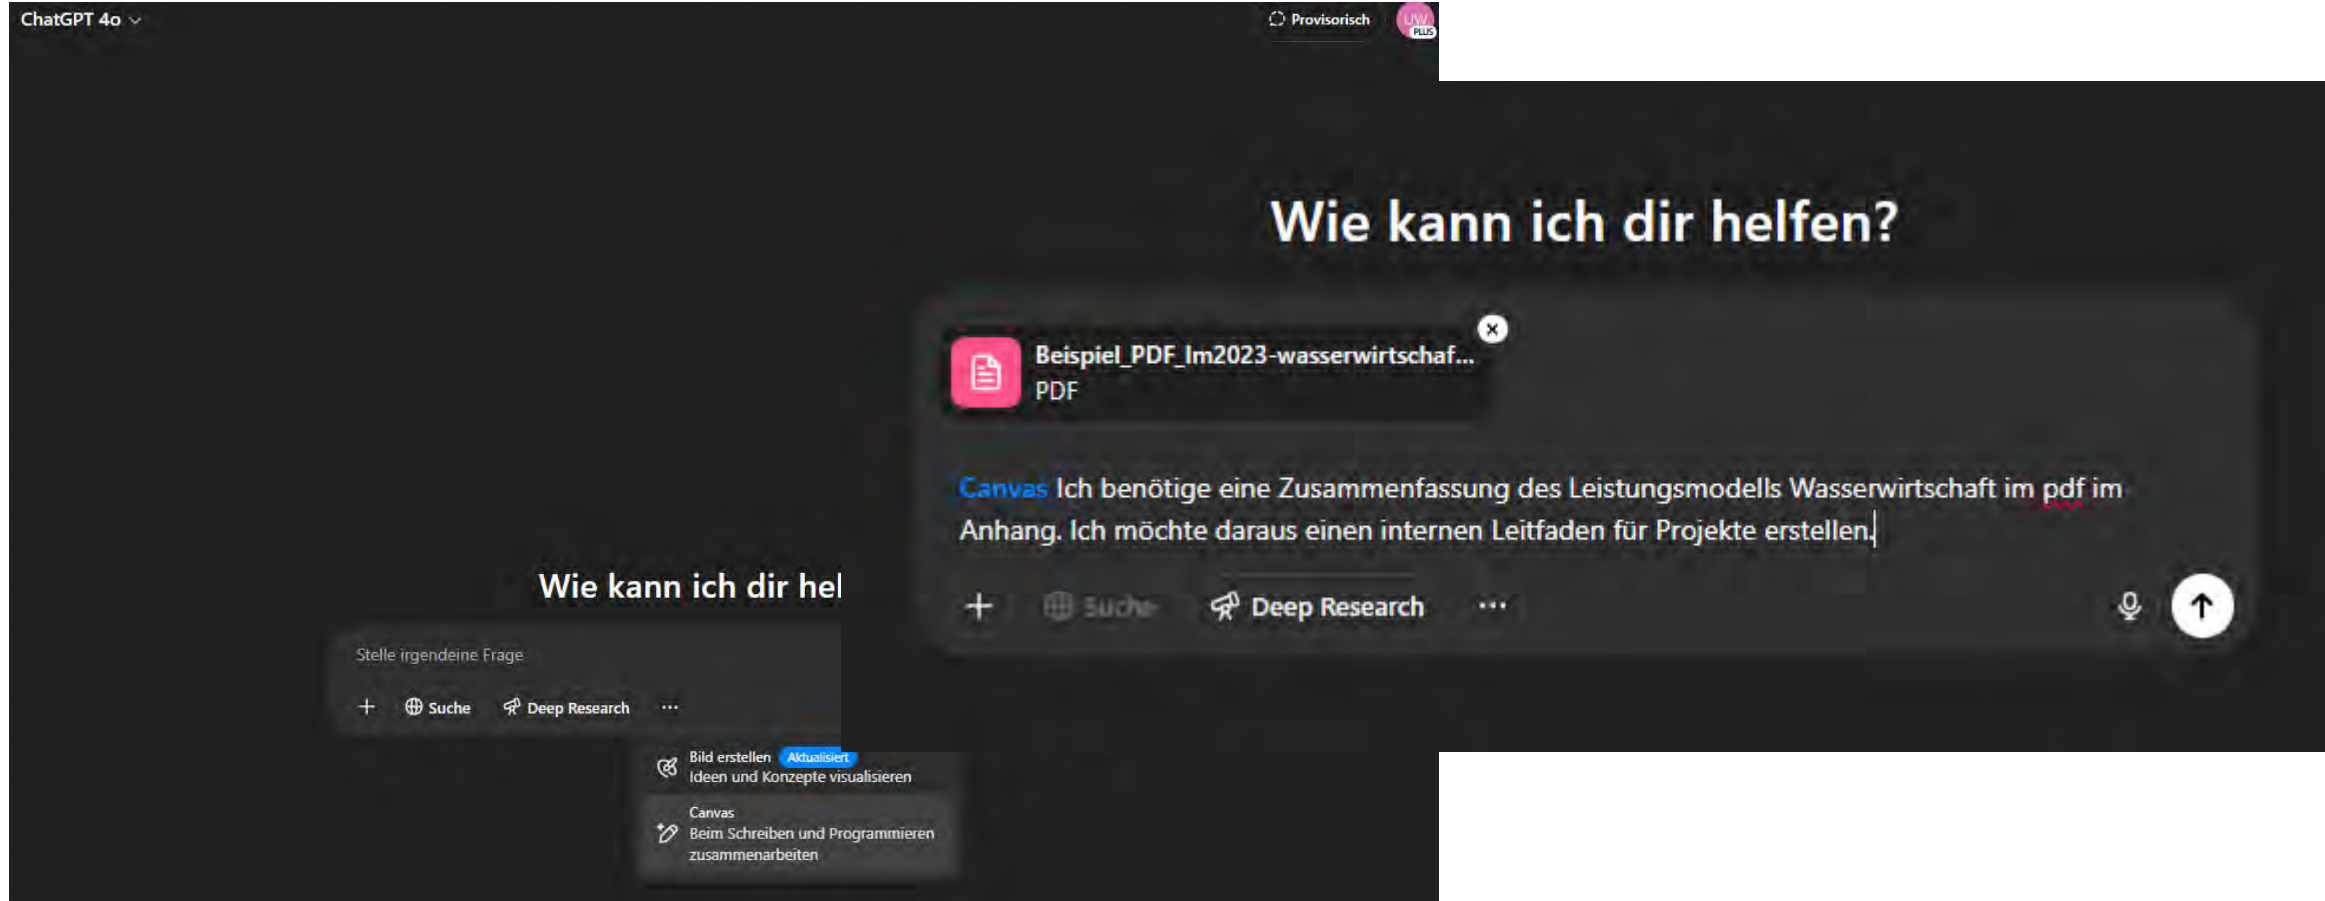 ChatGPT 4o
Provisorisch
UW
PLUS
Wie kann ich dir hel
Stelle irgendeine Frage
Suche
Deep Research
Bild erstellen Aktualisiert
Ideen und Konzepte visualisieren
Canvas
Beim Schreiben und Programmieren
zusammenarbeiten
Wie kann ich dir helfen?
Beispiel_PDF_lm2023-wasserwirtschaf...
PDF
Canvas Ich benötige eine Zusammenfassung des Leistungsmodells Wasserwirtschaft im pdf im
Anhang. Ich möchte daraus einen internen Leitfaden für Projekte erstellen.
Suche
Deep Research